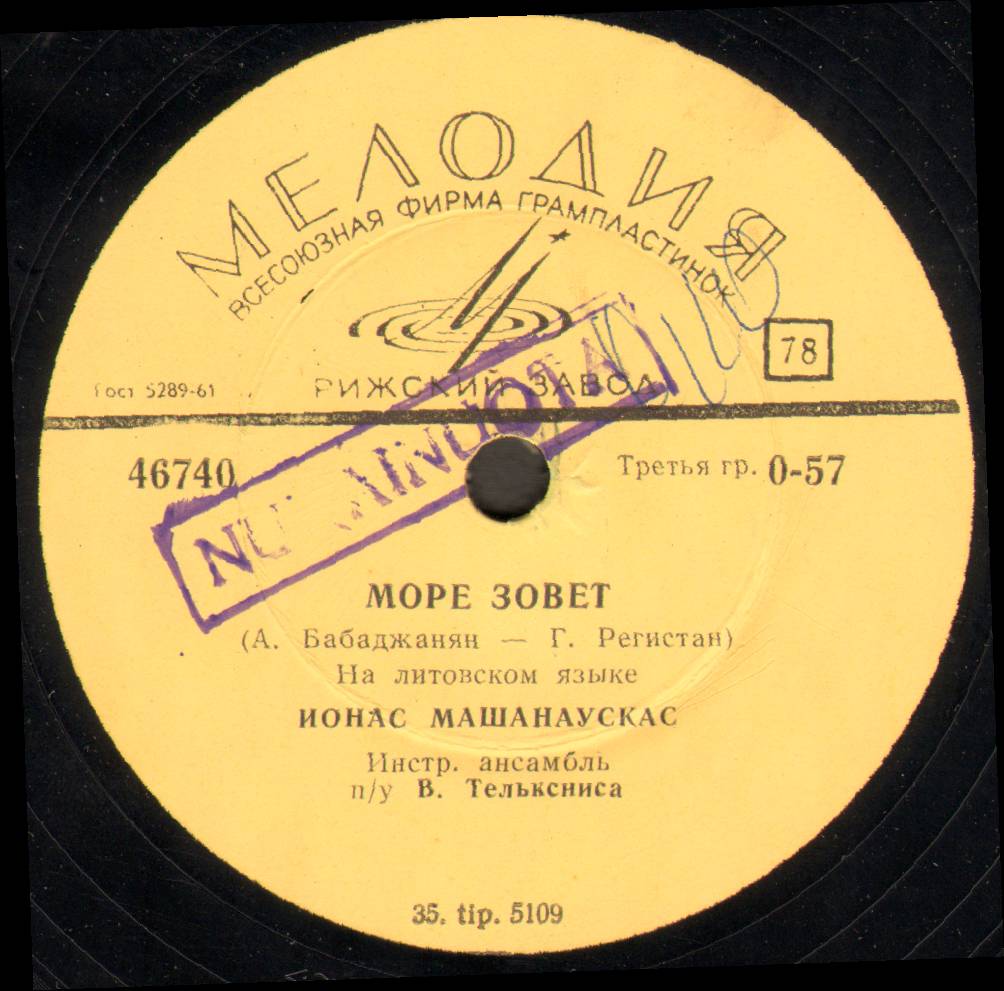 МЕЛОДИЯ
ВСЕСОЮЗНАЯ ФИРМА ГРАМПЛАСТИНОК
78
Гост 5289-61
РИЖСКИЙ ЗАВОД
46740
Третья гр. 0-57
МОРЕ ЗОВЕТ
(А. Бабаджанян — Г. Регистан)
На литовском языке
ИОНАС МАШАНАУСКАС
Инстр. ансамбль
п/у В. Тельксниса
35. tip. 5109